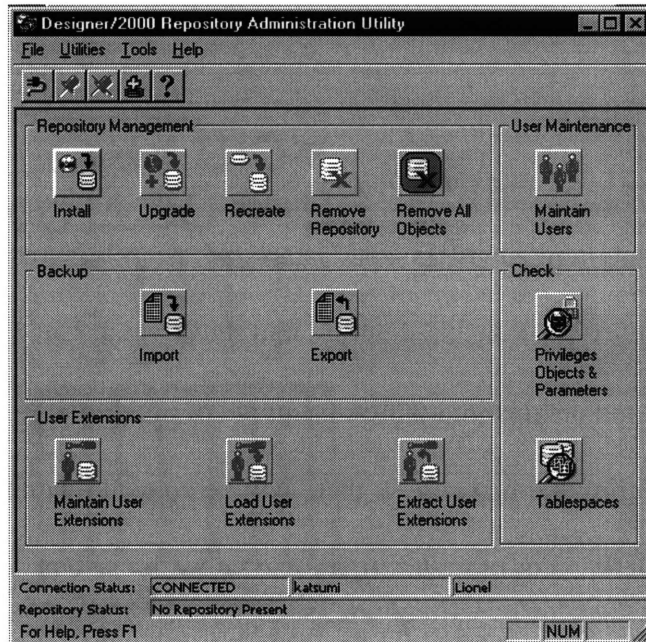 Designer/2000 Repository Administration Utility
File Utilities Tools Help
Repository Management
User Maintenance
Install Upgrade Recreate Remove Repository Remove All Objects
Maintain Users
Backup
Check
Import Export
Privileges Objects & Parameters
User Extensions
Maintain User Extensions Load User Extensions Extract User Extensions
Tablespaces
Connection Status: CONNECTED katsumi Lionel
Repository Status: No Repository Present
For Help, Press F1 NUM